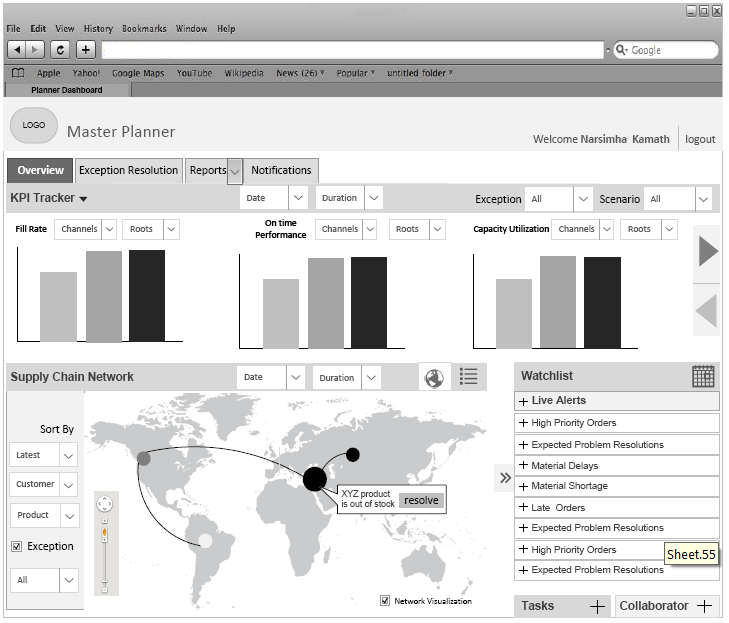 File Edit View History Bookmarks Window Help
Google
Apple Yahoo! Google Maps YouTube Wikipedia News (26) Popular untitled folder
Planner Dashboard
LOGO
Master Planner
Welcome Narsimha Kamath logout
Overview Exception Resolution Reports Notifications
KPI Tracker Date Duration Exception All Scenario All
Fill Rate Channels Roots
On time
Performance Channels Roots
Capacity Utilization Channels Roots
Supply Chain Network Date Duration
Sort By
Latest
Customer
Product
Exception
All
XYZ product
is out of stock resolve
Network Visualization
Watchlist
Live Alerts
High Priority Orders
Expected Problem Resolutions
Material Delays
Material Shortage
Late Orders
Expected Problem Resolutions
High Priority Orders
Sheet.55
Expected Problem Resolutions
Tasks Collaborator